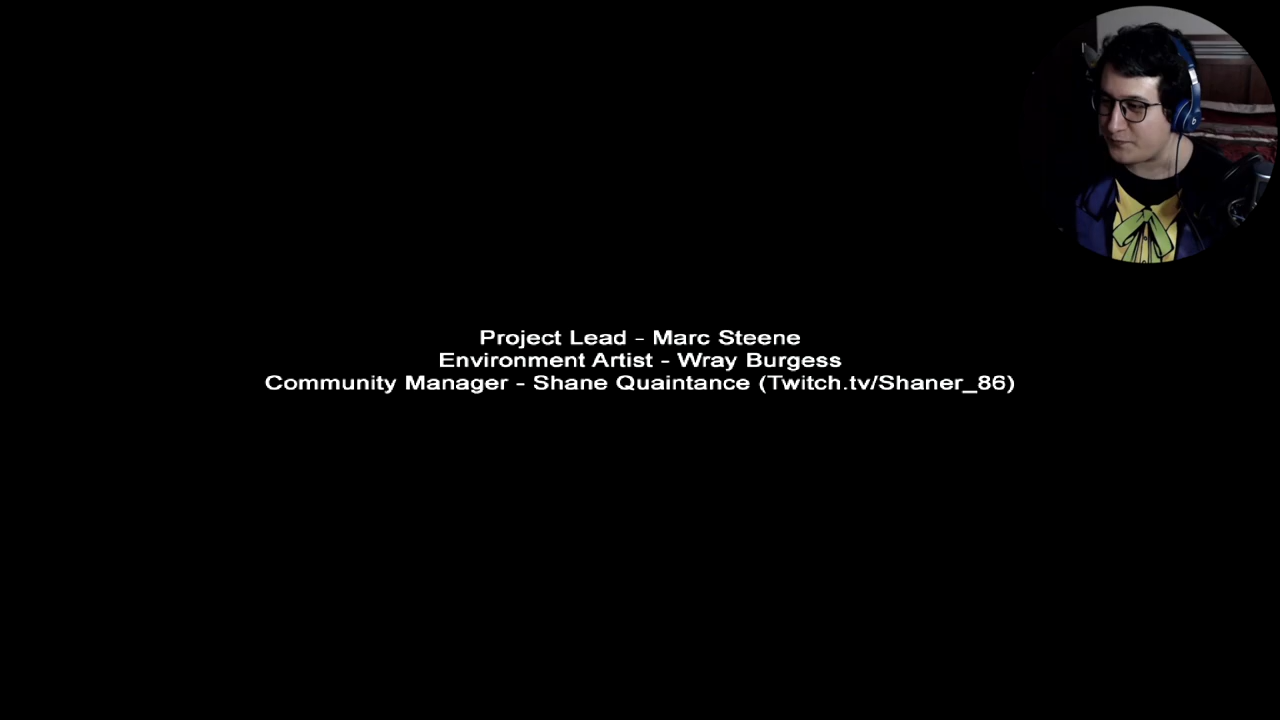 Project Lead - Marc Steene
Environment Artist - Wray Burgess
Community Manager - Shane Quaintance (Twitch.tv/Shaner_86)